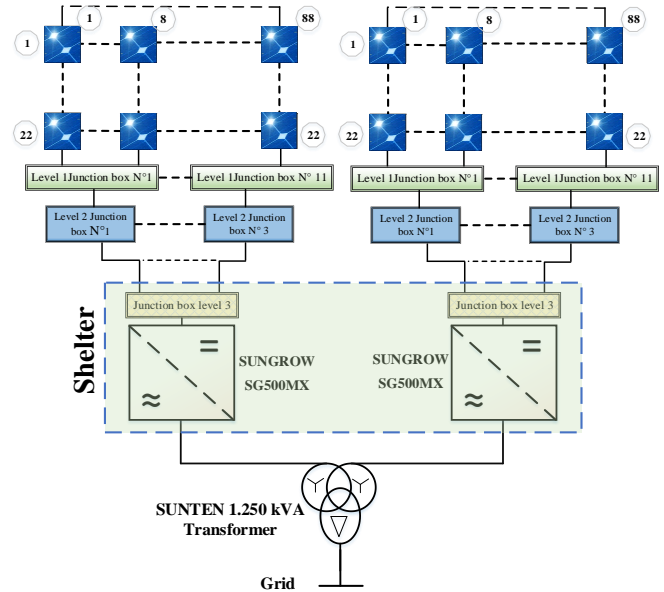 1
8
88
1
22
22
Level 1Junction box N°1
Level 1Junction box N° 11
Level 2 Junction
box N°1
Level 2 Junction
box N° 3
1
8
88
1
22
22
Level 1Junction box N°1
Level 1Junction box N° 11
Level 2 Junction
box N°1
Level 2 Junction
box N° 3
Shelter
Junction box level 3
Junction box level 3
SUNGROW
SG500MX
SUNGROW
SG500MX
SUNTEN 1.250 kVA
Transformer
Grid